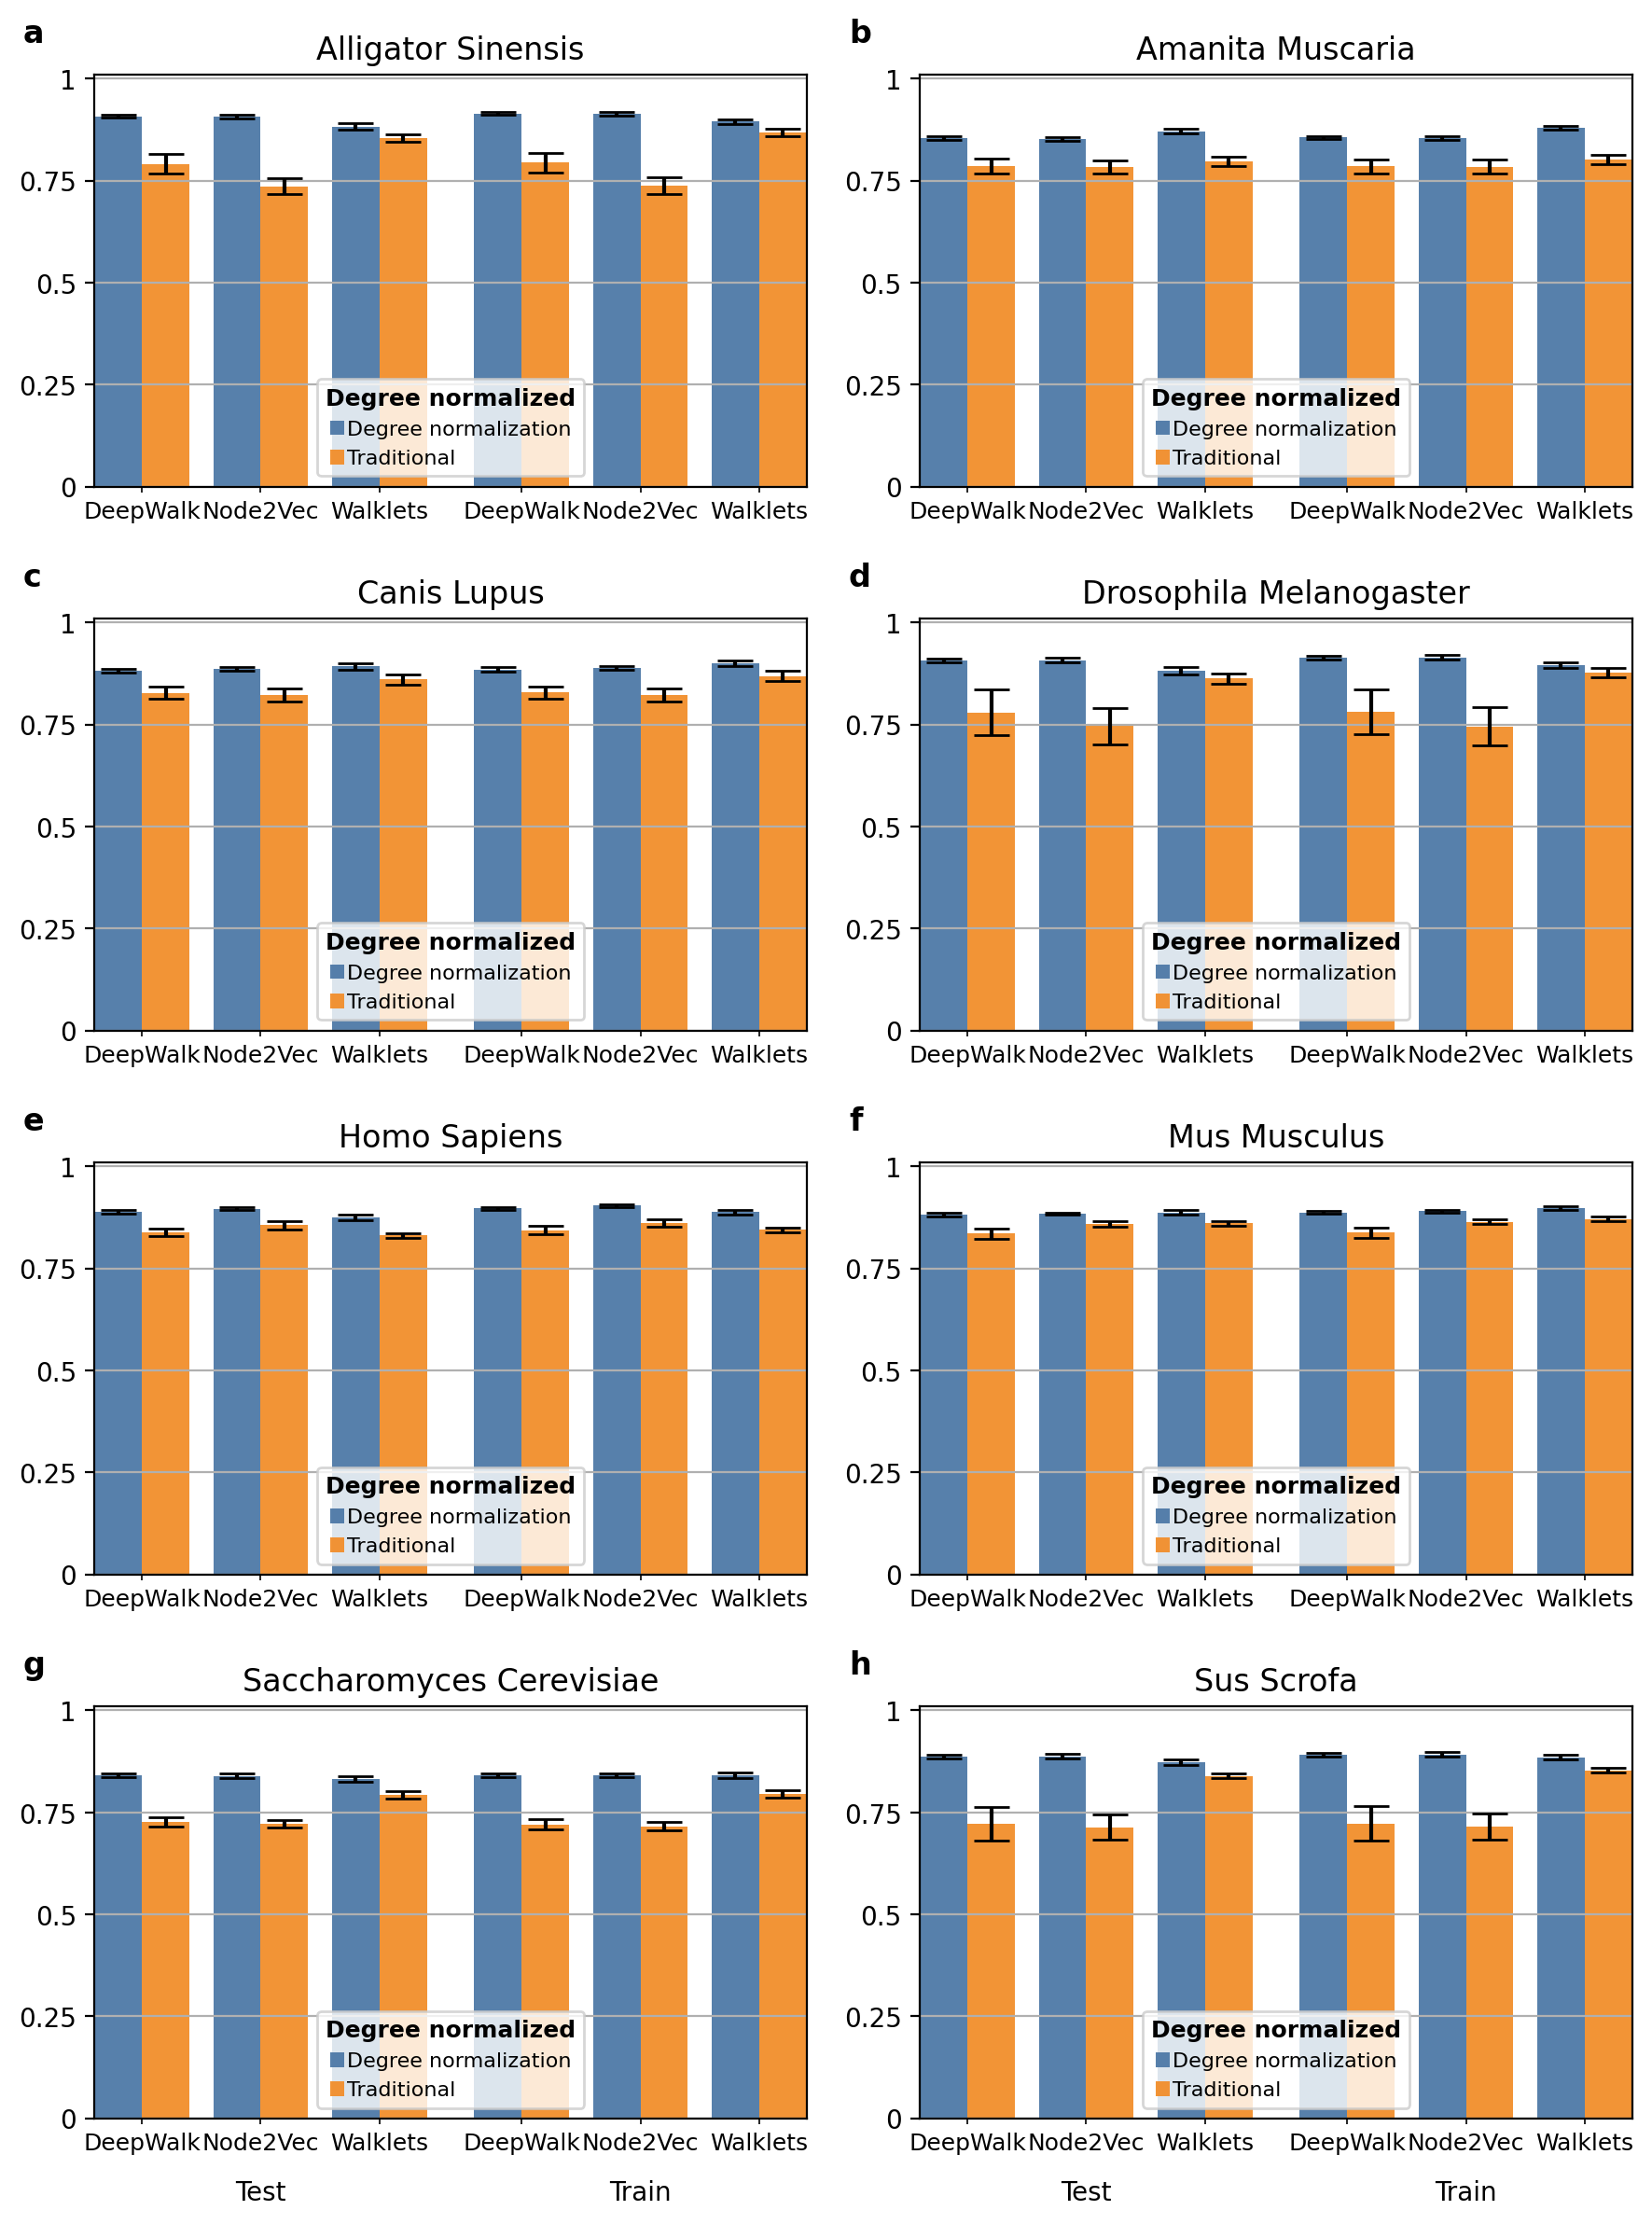 a
Alligator Sinensis
1
0.75
0.5
0.25
0
Degree normalized
Degree normalization
Traditional
DeepWalk Node2Vec Walklets DeepWalk Node2Vec Walklets
b
Amanita Muscaria
1
0.75
0.5
0.25
0
Degree normalized
Degree normalization
Traditional
DeepWalk Node2Vec Walklets DeepWalk Node2Vec Walklets
c
Canis Lupus
1
0.75
0.5
0.25
0
Degree normalized
Degree normalization
Traditional
DeepWalk Node2Vec Walklets DeepWalk Node2Vec Walklets
d
Drosophila Melanogaster
1
0.75
0.5
0.25
0
Degree normalized
Degree normalization
Traditional
DeepWalk Node2Vec Walklets DeepWalk Node2Vec Walklets
e
Homo Sapiens
1
0.75
0.5
0.25
0
Degree normalized
Degree normalization
Traditional
DeepWalk Node2Vec Walklets DeepWalk Node2Vec Walklets
f
Mus Musculus
1
0.75
0.5
0.25
0
Degree normalized
Degree normalization
Traditional
DeepWalk Node2Vec Walklets DeepWalk Node2Vec Walklets
g
Saccharomyces Cerevisiae
1
0.75
0.5
0.25
0
Degree normalized
Degree normalization
Traditional
DeepWalk Node2Vec Walklets DeepWalk Node2Vec Walklets
Test Train
h
Sus Scrofa
1
0.75
0.5
0.25
0
Degree normalized
Degree normalization
Traditional
DeepWalk Node2Vec Walklets DeepWalk Node2Vec Walklets
Test Train